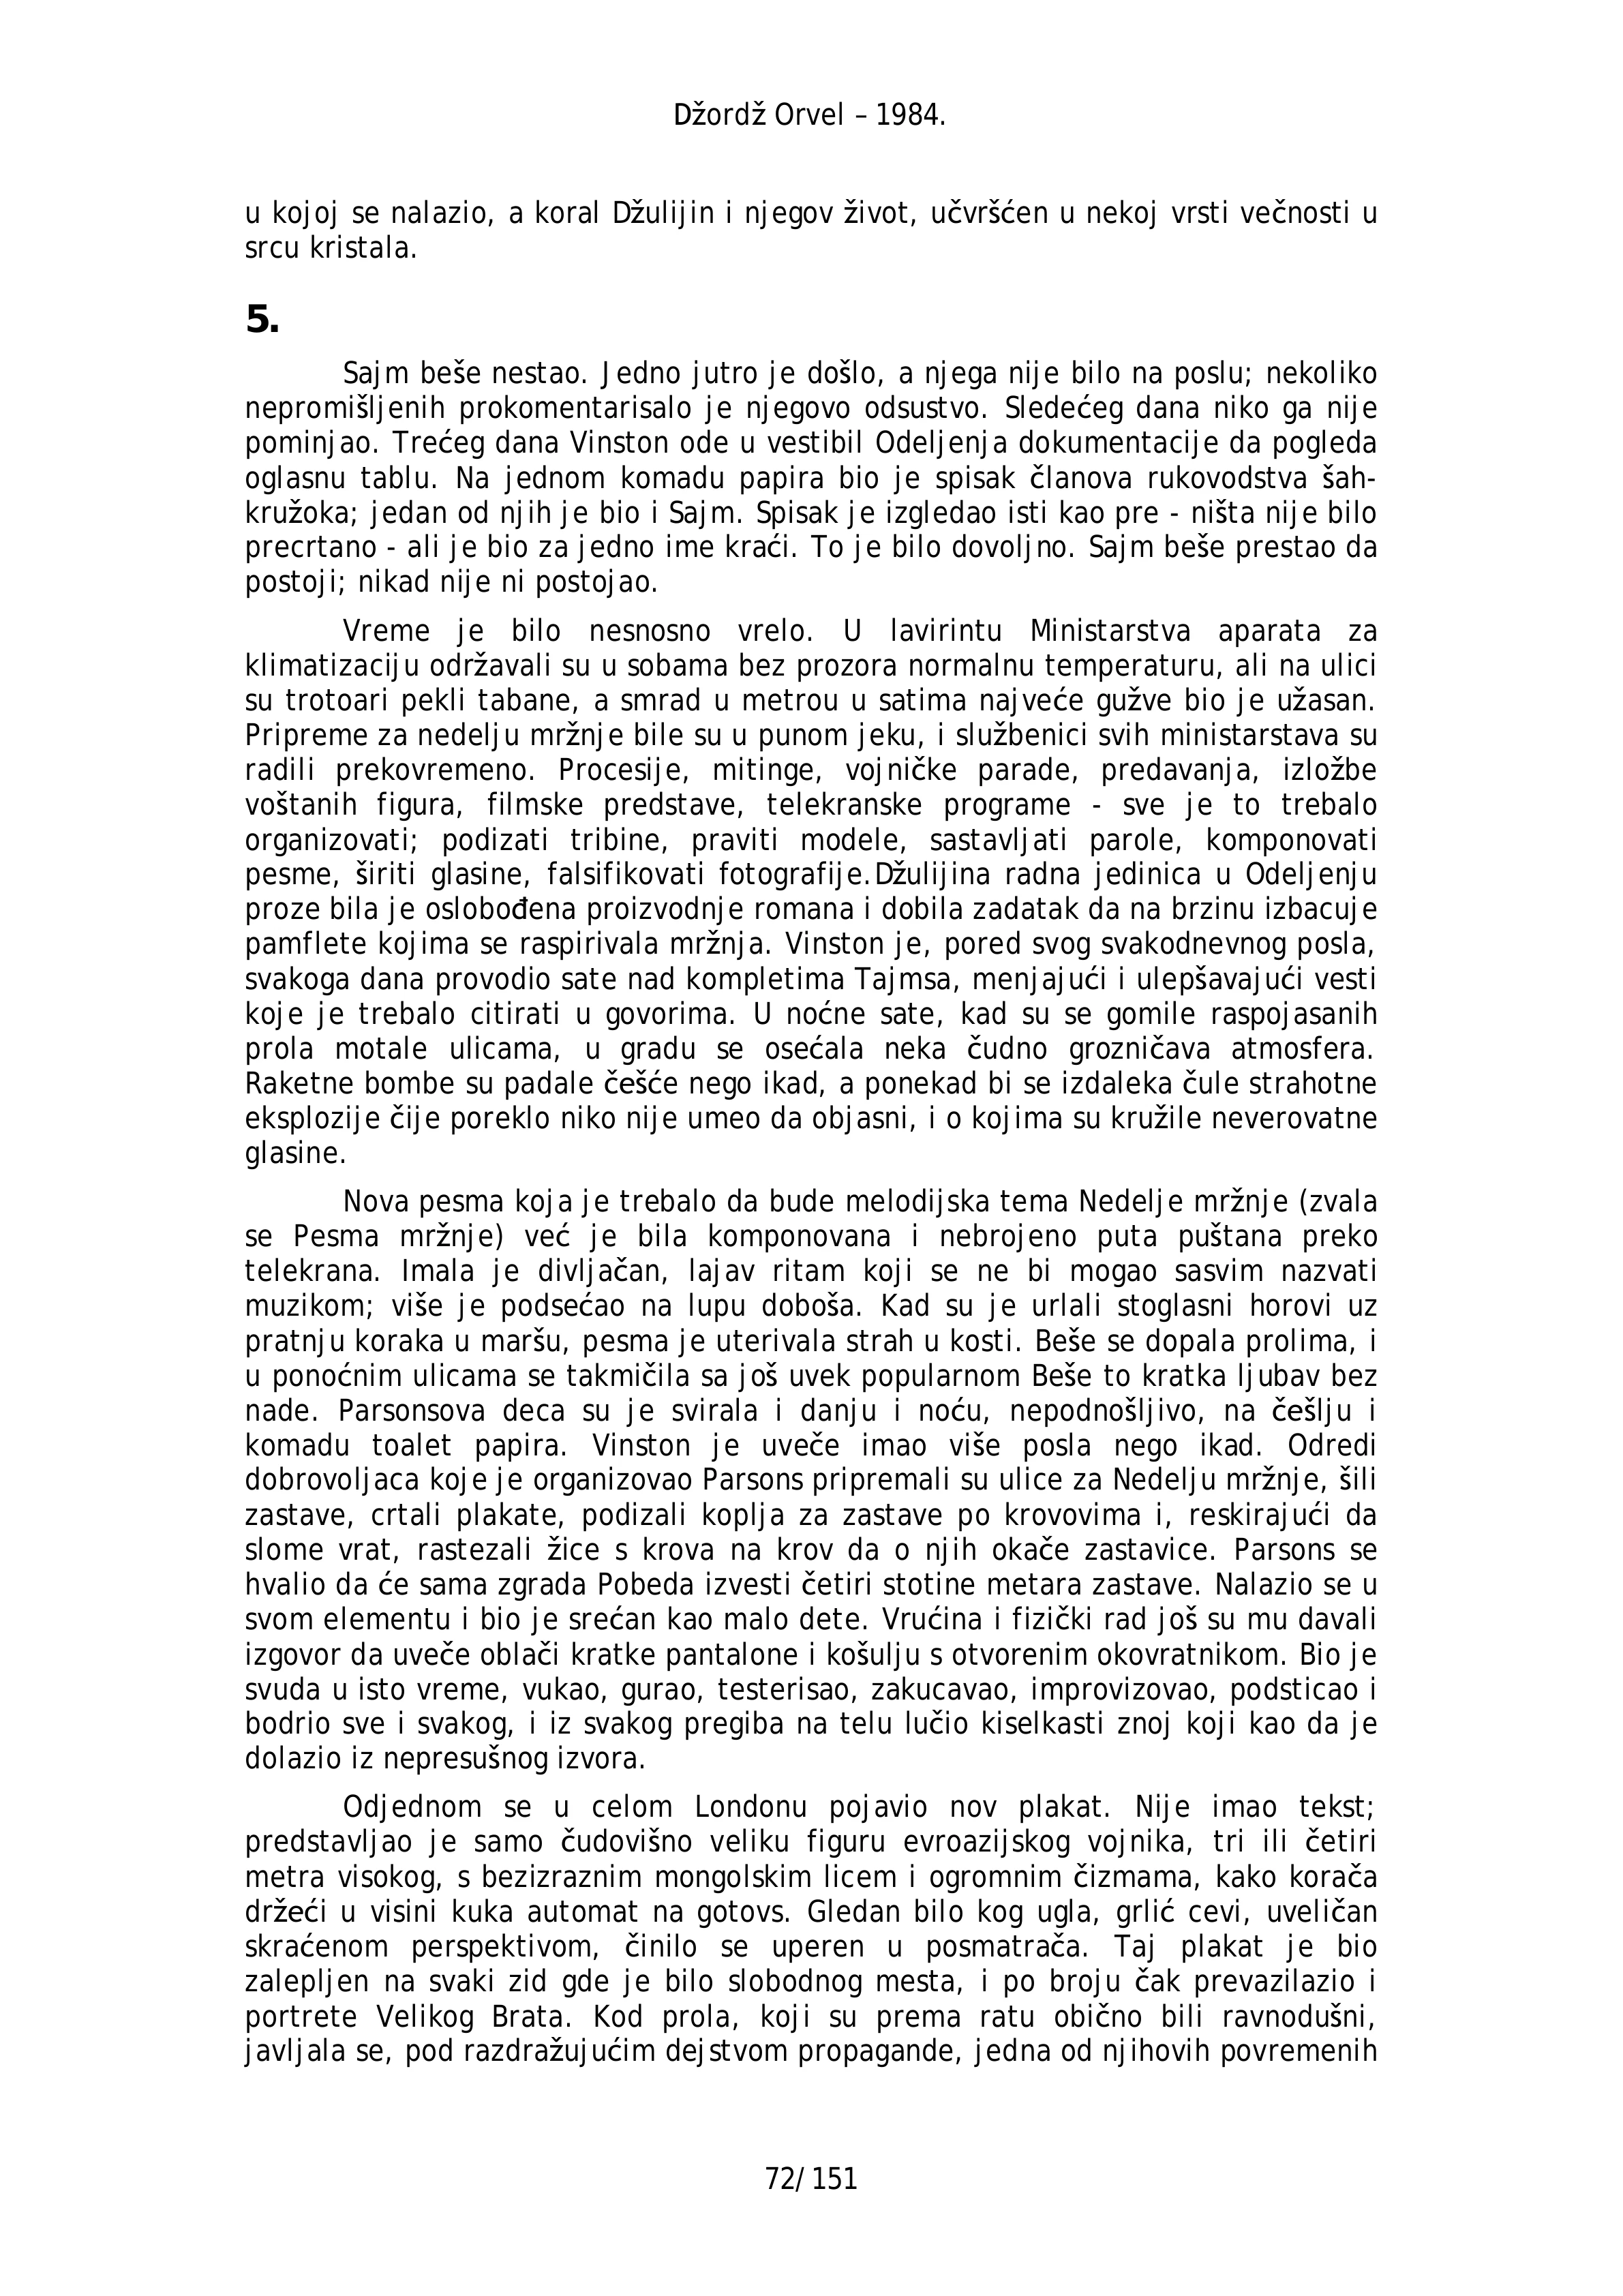 Džordž Orvel – 1984.
u kojoj se nalazio, a koral Džulijin i njegov život, učvršćen u nekoj vrsti večnosti u
srcu kristala.
5.
Sajm beše nestao. Jedno jutro je došlo, a njega nije bilo na poslu; nekoliko
nepromišljenih prokomentarisalo je njegovo odsustvo. Sledećeg dana niko ga nije
pominjao. Trećeg dana Vinston ode u vestibil Odeljenja dokumentacije da pogleda
oglasnu tablu. Na jednom komadu papira bio je spisak članova rukovodstva šah-
kružoka; jedan od njih je bio i Sajm. Spisak je izgledao isti kao pre - ništa nije bilo
precrtano - ali je bio za jedno ime kraći. To je bilo dovoljno. Sajm beše prestao da
postoji; nikad nije ni postojao.
Vreme je bilo nesnosno vrelo. U lavirintu Ministarstva aparata za
klimatizaciju održavali su u sobama bez prozora normalnu temperaturu, ali na ulici
su trotoari pekli tabane, a smrad u metrou u satima najveće gužve bio je užasan.
Pripreme za nedelju mržnje bile su u punom jeku, i službenici svih ministarstava su
radili prekovremeno. Procesije, mitinge, vojničke parade, predavanja, izložbe
voštanih figura, filmske predstave, telekranske programe - sve je to trebalo
organizovati; podizati tribine, praviti modele, sastavljati parole, komponovati
pesme, širiti glasine, falsifikovati fotografije.Džulijina radna jedinica u Odeljenju
proze bila je oslobođena proizvodnje romana i dobila zadatak da na brzinu izbacuje
pamflete kojima se raspirivala mržnja. Vinston je, pored svog svakodnevnog posla,
svakoga dana provodio sate nad kompletima Tajmsa, menjajući i ulepšavajući vesti
koje je trebalo citirati u govorima. U noćne sate, kad su se gomile raspojasanih
prola motale ulicama, u gradu se osećala neka čudno grozničava atmosfera.
Raketne bombe su padale češće nego ikad, a ponekad bi se izdaleka čule strahotne
eksplozije čije poreklo niko nije umeo da objasni, i o kojima su kružile neverovatne
glasine.
Nova pesma koja je trebalo da bude melodijska tema Nedelje mržnje (zvala
se Pesma mržnje) već je bila komponovana i nebrojeno puta puštana preko
telekrana. Imala je divljačan, lajav ritam koji se ne bi mogao sasvim nazvati
muzikom; više je podsećao na lupu doboša. Kad su je urlali stoglasni horovi uz
pratnju koraka u maršu, pesma je uterivala strah u kosti. Beše se dopala prolima, i
u ponoćnim ulicama se takmičila sa još uvek popularnom Beše to kratka ljubav bez
nade. Parsonsova deca su je svirala i danju i noću, nepodnošljivo, na češlju i
komadu toalet papira. Vinston je uveče imao više posla nego ikad. Odredi
dobrovoljaca koje je organizovao Parsons pripremali su ulice za Nedelju mržnje, šili
zastave, crtali plakate, podizali koplja za zastave po krovovima i, reskirajući da
slome vrat, rastezali žice s krova na krov da o njih okače zastavice. Parsons se
hvalio da će sama zgrada Pobeda izvesti četiri stotine metara zastave. Nalazio se u
svom elementu i bio je srećan kao malo dete. Vrućina i fizički rad još su mu davali
izgovor da uveče oblači kratke pantalone i košulju s otvorenim okovratnikom. Bio je
svuda u isto vreme, vukao, gurao, testerisao, zakucavao, improvizovao, podsticao i
bodrio sve i svakog, i iz svakog pregiba na telu lučio kiselkasti znoj koji kao da je
dolazio iz nepresušnog izvora.
Odjednom se u celom Londonu pojavio nov plakat. Nije imao tekst;
predstavljao je samo čudovišno veliku figuru evroazijskog vojnika, tri ili četiri
metra visokog, s bezizraznim mongolskim licem i ogromnim čizmama, kako korača
držeći u visini kuka automat na gotovs. Gledan bilo kog ugla, grlić cevi, uveličan
skraćenom perspektivom, činilo se uperen u posmatrača. Taj plakat je bio
zalepljen na svaki zid gde je bilo slobodnog mesta, i po broju čak prevazilazio i
portrete Velikog Brata. Kod prola, koji su prema ratu obično bili ravnodušni,
javljala se, pod razdražujućim dejstvom propagande, jedna od njihovih povremenih
72/151